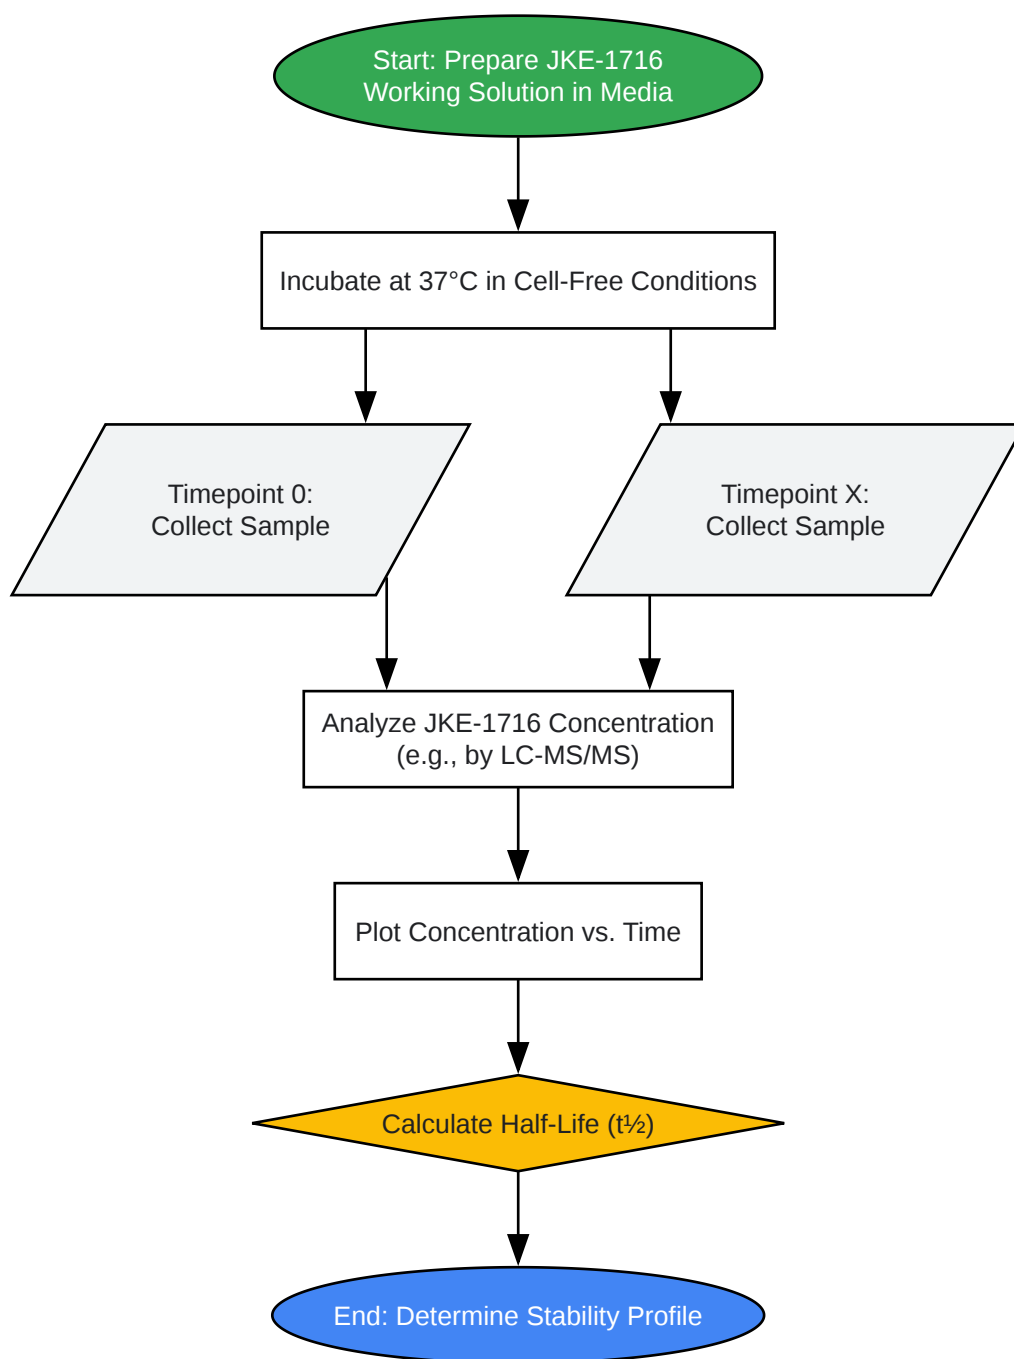 Start: Prepare JKE-1716
Working Solution in Media
Incubate at 37°C in Cell-Free Conditions
Timepoint 0:
Collect Sample
Timepoint X:
Collect Sample
Analyze JKE-1716 Concentration
(e.g., by LC-MS/MS)
Plot Concentration vs. Time
Calculate Half-Life (t½)
End: Determine Stability Profile